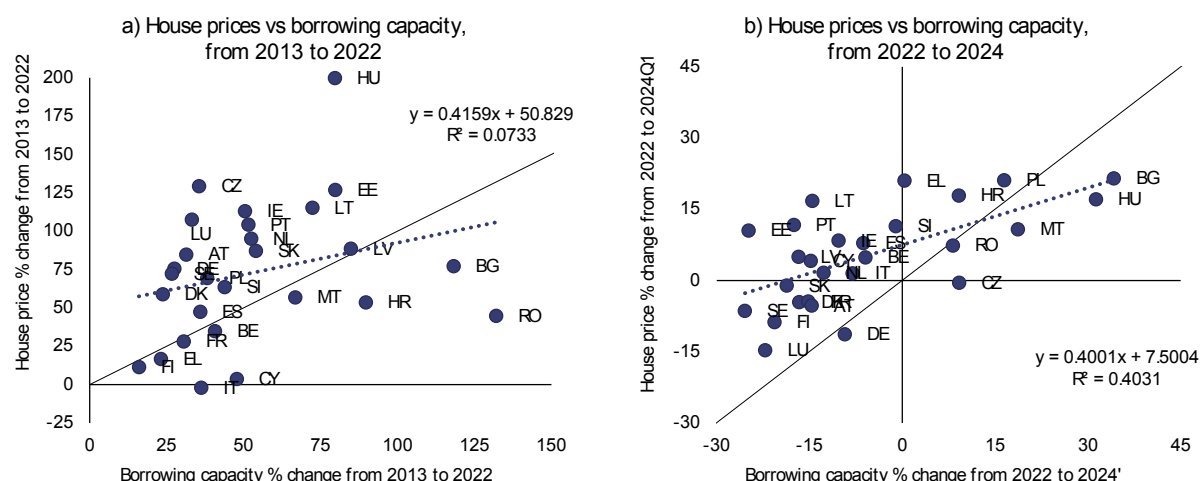 a) House prices vs borrowing capacity,
from 2013 to 2022
House price % change from 2013 to 2022
200
175
150
125
100
75
50
25
0
-25
0
25
50
75
100
125
150
Borrowing capacity % change from 2013 to 2022
y = 0.4159x + 50.829
R² = 0.0733
HU
CZ
EE
LT
IE
LU
PT
NL
AT
SK
LV
DE
SE
PL
BG
DK
SI
MT
HR
ES
RO
BE
FR
EL
FI
CY
IT
b) House prices vs borrowing capacity,
from 2022 to 2024
House price % change from 2022 to 2024Q1
45
30
15
0
-15
-30
-30
-15
0
15
30
45
Borrowing capacity % change from 2022 to 2024'
y = 0.4001x + 7.5004
R² = 0.4031
EL
PL
BG
LT
HR
HU
EE
PT
SI
MT
IE
ES
RO
LV
CY
BE
NL
IT
SK
CZ
DK
FR
AT
SE
FI
DE
LU